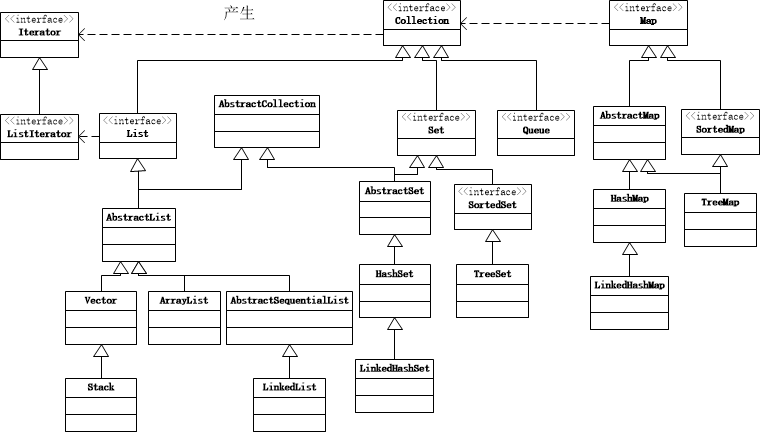 产生
<<interface>>
Iterator
<<interface>>
Collection
<<interface>>
Map
<<interface>>
ListIterator
<<interface>>
List
AbstractCollection
<<interface>>
Set
<<interface>>
Queue
AbstractMap
<<interface>>
SortedMap
AbstractList
AbstractSet
<<interface>>
SortedSet
HashMap
TreeMap
Vector
ArrayList
AbstractSequentialList
HashSet
TreeSet
LinkedHashMap
Stack
LinkedList
LinkedHashSet